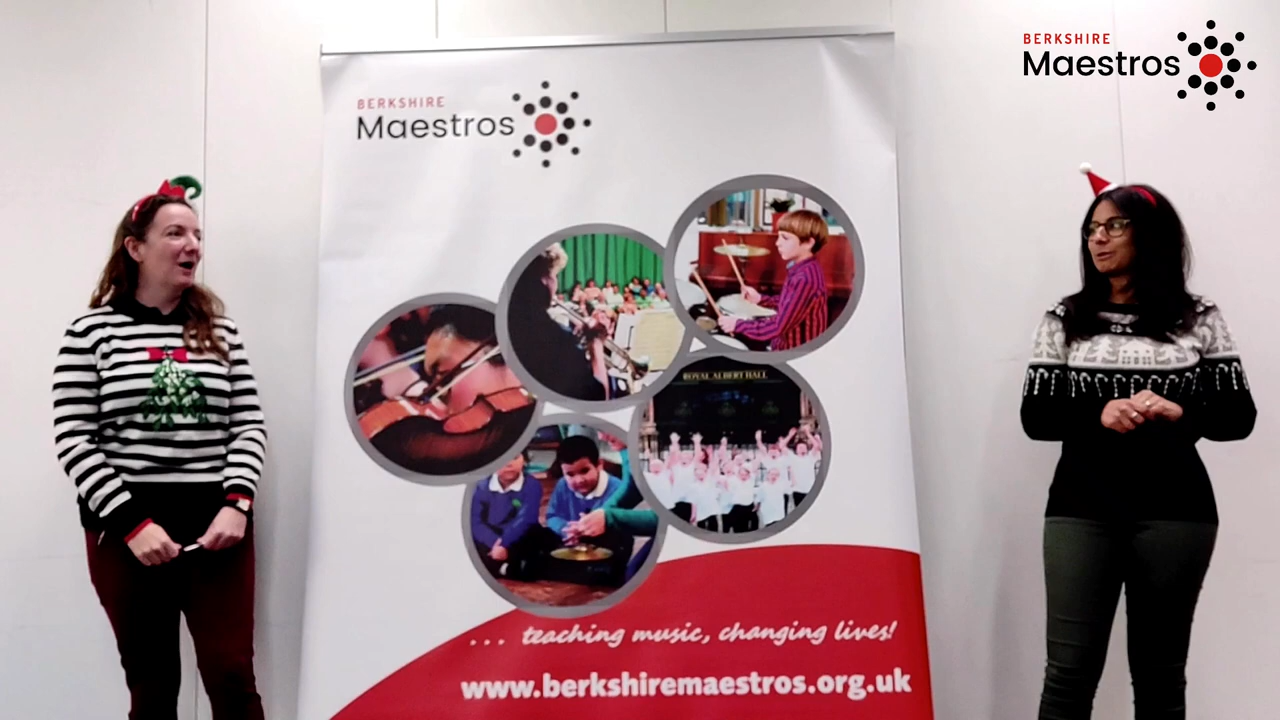 BERKSHIRE
Maestros
BERKSHIRE
Maestros
ROYAL ALBERT HALL
... teaching music, changing lives!
www.berkshiremaestros.org.uk